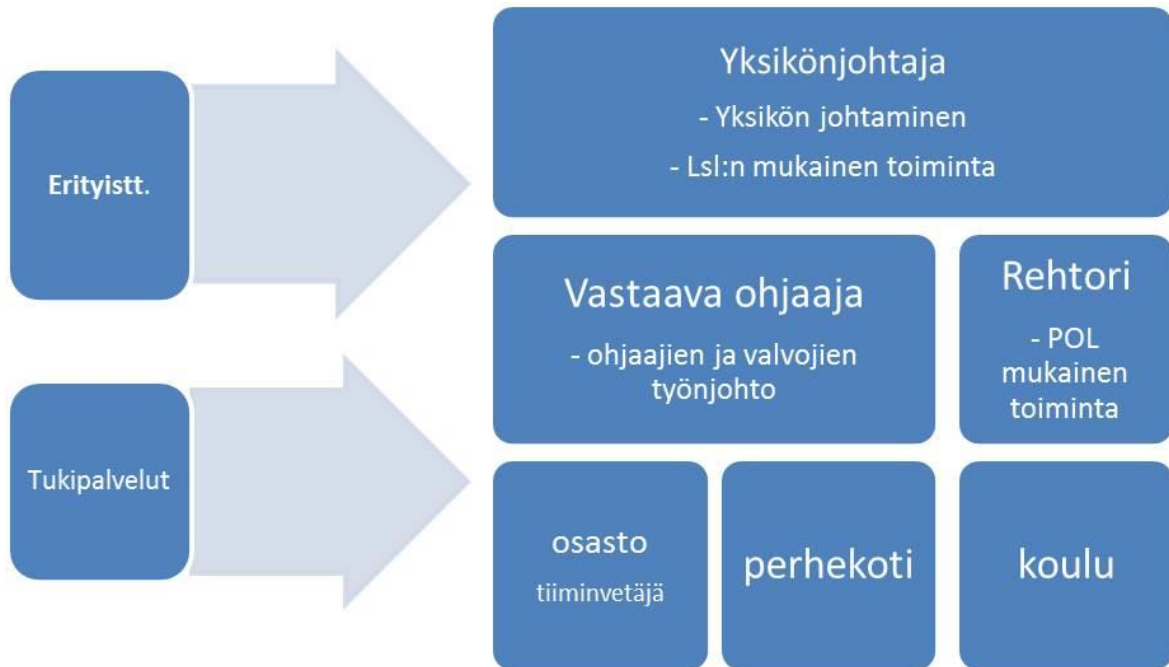 Erityistt.
Tukipalvelut
Yksikönjohtaja
- Yksikön johtaminen
- Lsl:n mukainen toiminta
Vastaava ohjaaja
- ohjaajien ja valvojien
työnjohto
Rehtori
- POL
mukainen
toiminta
osasto
tiiminvetäjä
perhekoti
koulu